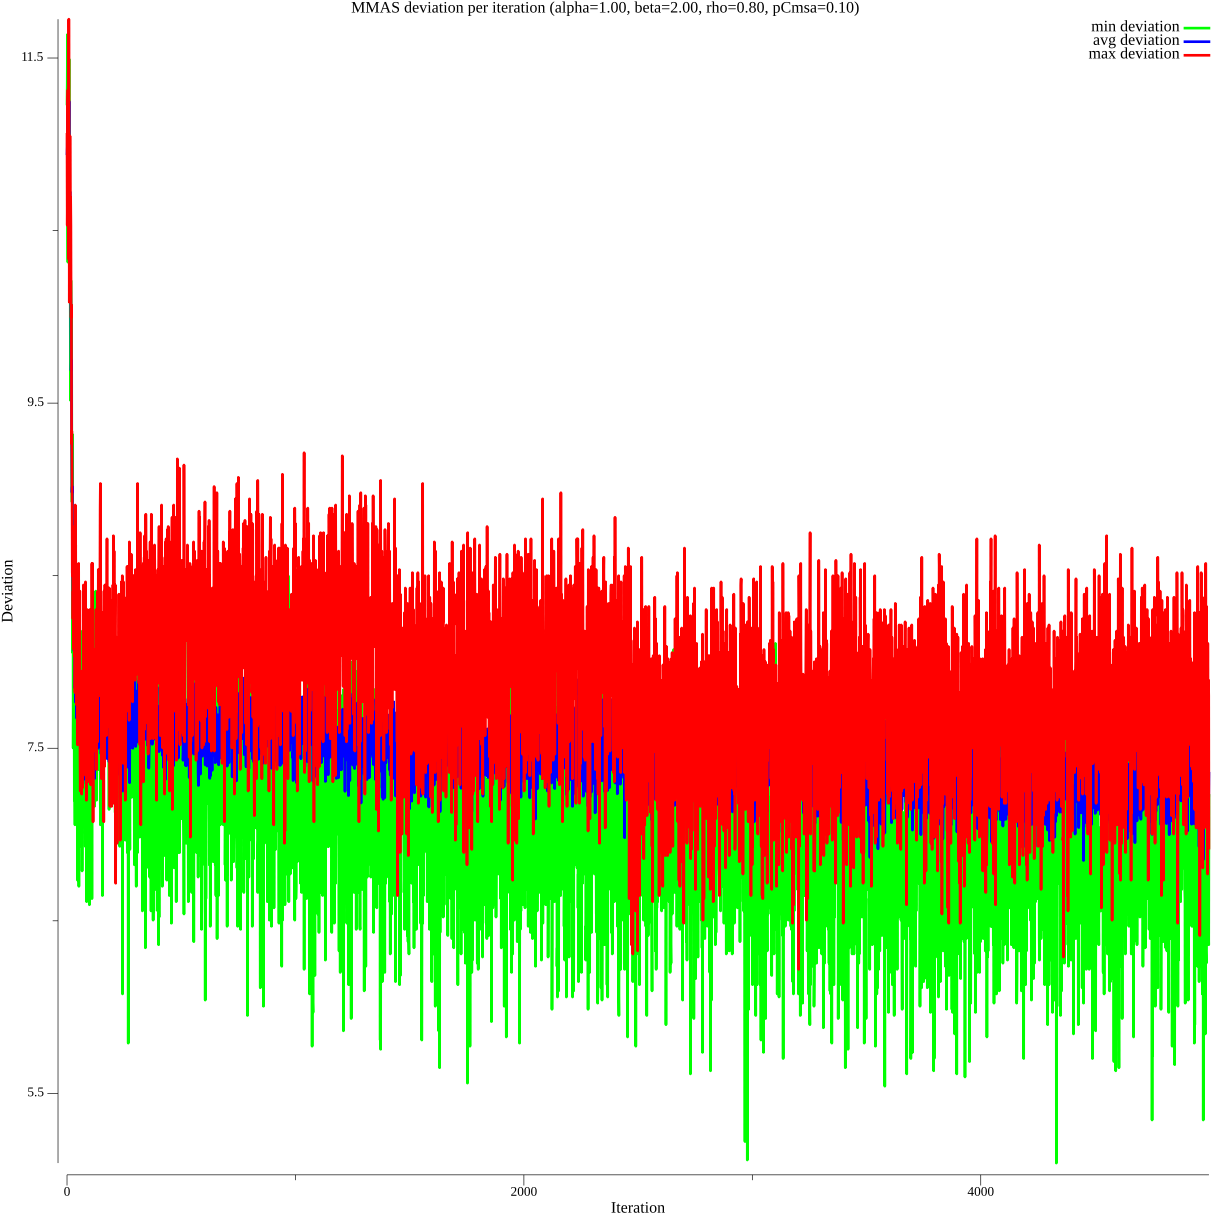 MMAS deviation per iteration (alpha=1.00, beta=2.00, rho=0.80, pCmsa=0.10)
min deviation
avg deviation
max deviation
11.5
9.5
7.5
5.5
Deviation
0
2000
4000
Iteration